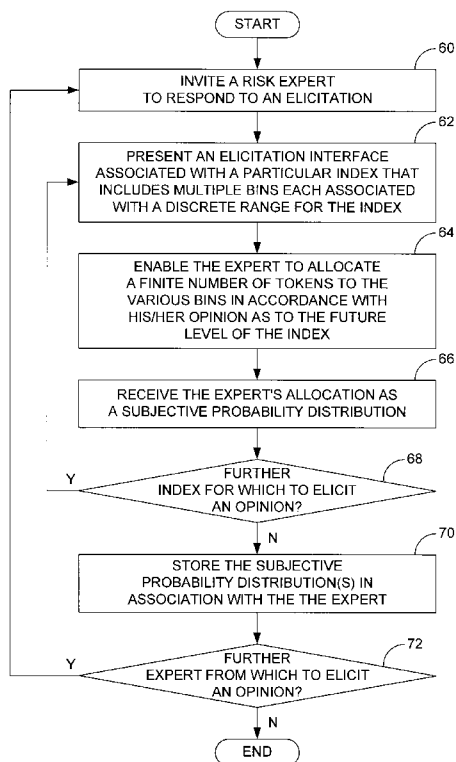 START
60
INVITE A RISK EXPERT
TO RESPOND TO AN ELICITATION
62
PRESENT AN ELICITATION INTERFACE
ASSOCIATED WITH A PARTICULAR INDEX THAT
INCLUDES MULTIPLE BINS EACH ASSOCIATED
WITH A DISCRETE RANGE FOR THE INDEX
64
ENABLE THE EXPERT TO ALLOCATE
A FINITE NUMBER OF TOKENS TO THE
VARIOUS BINS IN ACCORDANCE WITH
HIS/HER OPINION AS TO THE FUTURE
LEVEL OF THE INDEX
66
RECEIVE THE EXPERT'S ALLOCATION AS
A SUBJECTIVE PROBABILITY DISTRIBUTION
68
Y
FURTHER
INDEX FOR WHICH TO ELICIT
AN OPINION?
N
70
STORE THE SUBJECTIVE
PROBABILITY DISTRIBUTION(S) IN
ASSOCIATION WITH THE THE EXPERT
72
Y
FURTHER
EXPERT FROM WHICH TO ELICIT
AN OPINION?
N
END